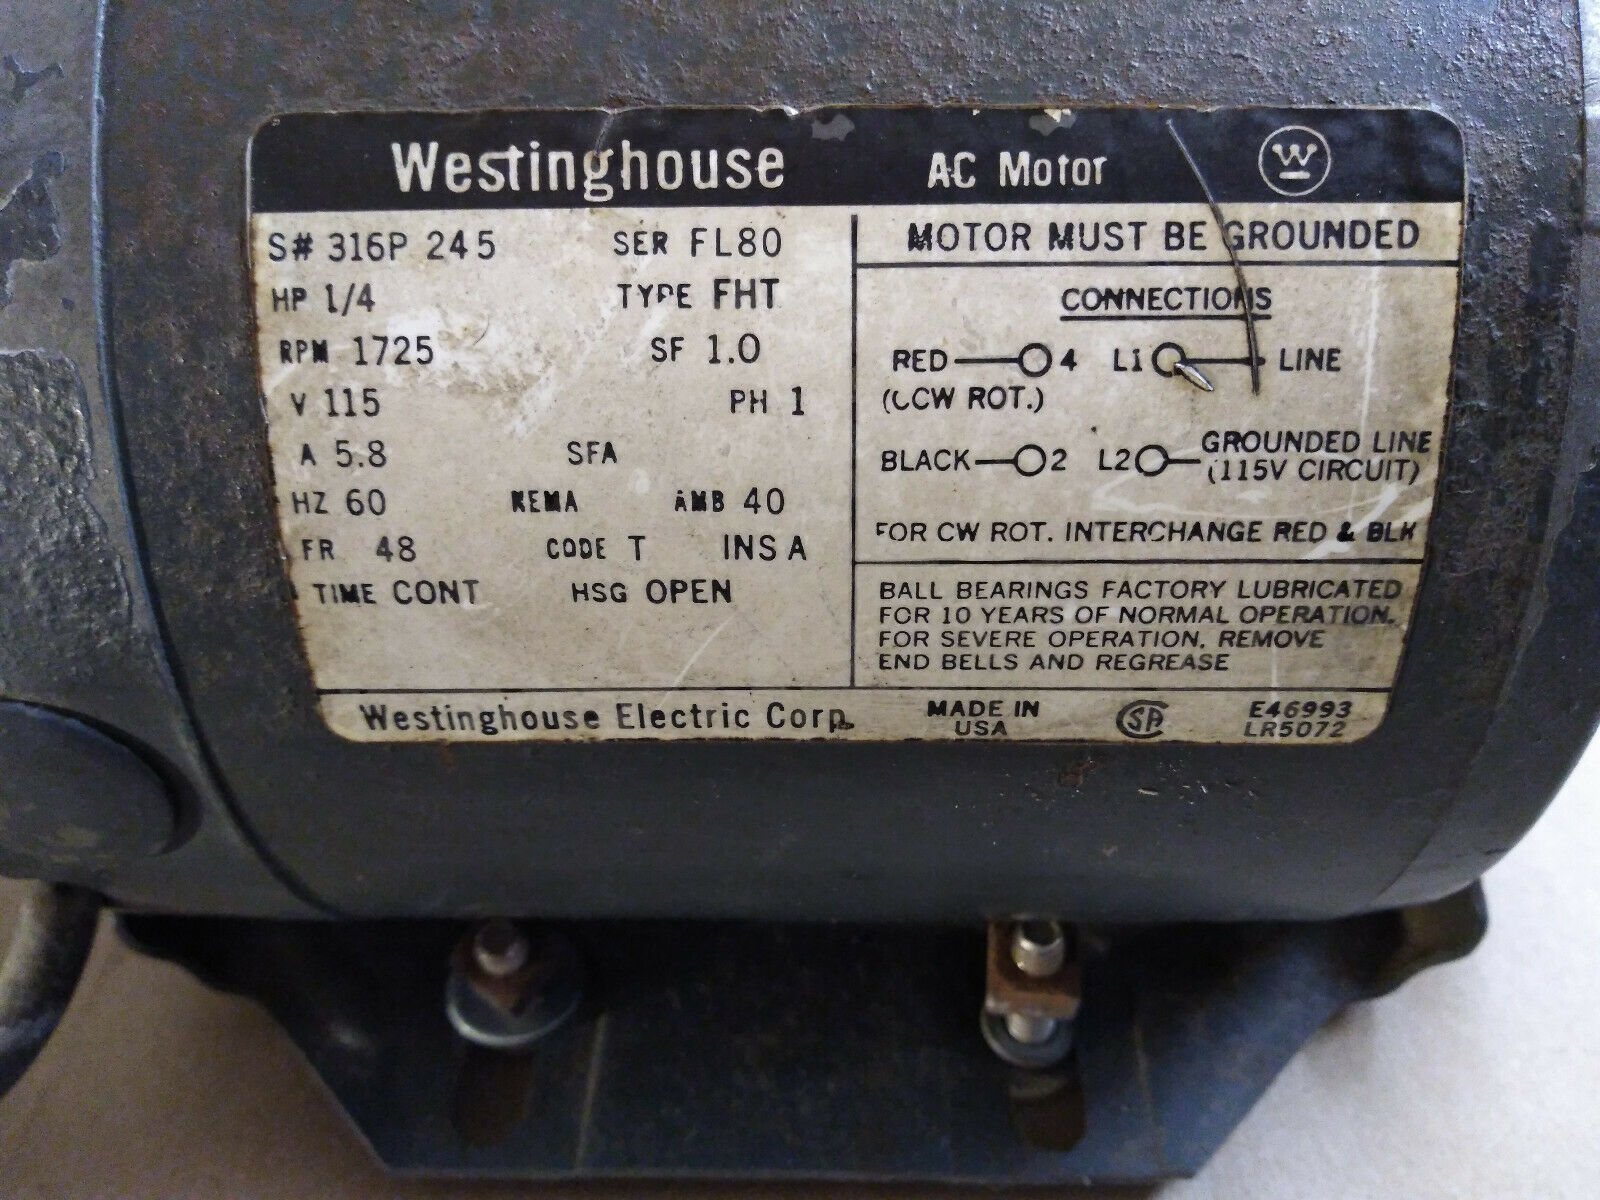 Westinghouse AC Motor W
S# 316P 245 SER FL80
HP 1/4 TYPE FHT
RPM 1725 SF 1.0
V 115 PH 1
A 5.8 SFA
HZ 60 NEMA AMB 40
FR 48 CODE T INS A
TIME CONT HSG OPEN
MOTOR MUST BE GROUNDED
CONNECTIONS
RED 4 L1 LINE
(CCW ROT.)
BLACK 2 L2 GROUNDED LINE
(115V CIRCUIT)
FOR CW ROT. INTERCHANGE RED & BLK
BALL BEARINGS FACTORY LUBRICATED
FOR 10 YEARS OF NORMAL OPERATION.
FOR SEVERE OPERATION, REMOVE
END BELLS AND REGREASE
Westinghouse Electric Corp. MADE IN
USA
SA
E46993
LR5072